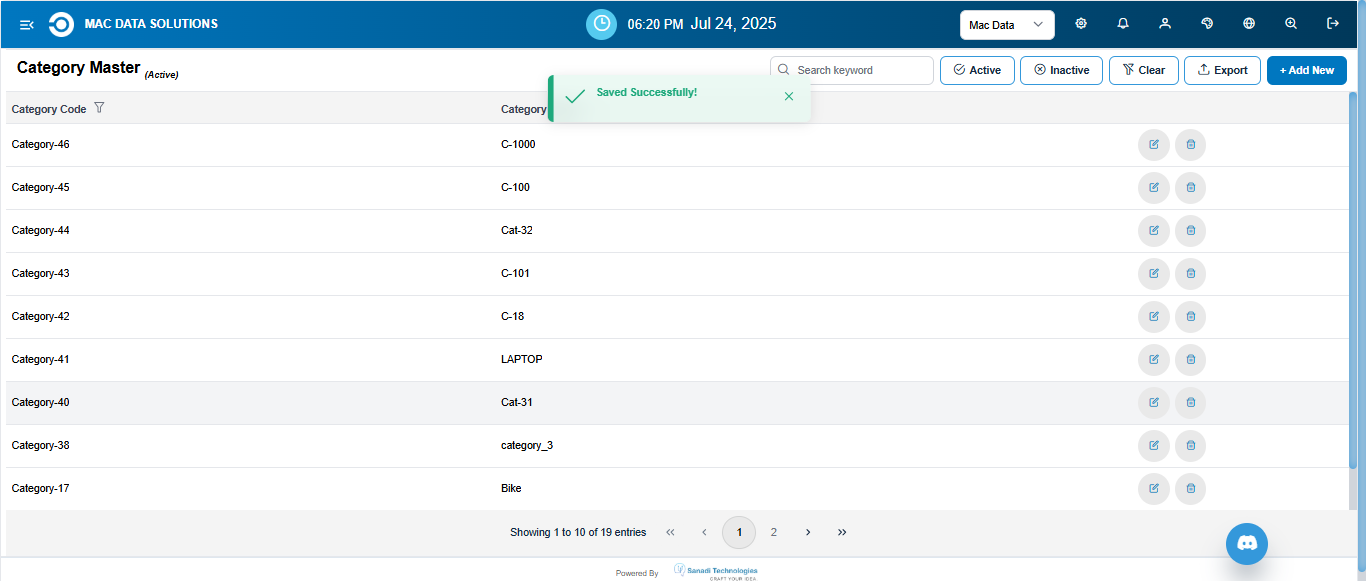 MAC DATA SOLUTIONS
06:20 PM Jul 24, 2025
Mac Data
Category Master (Active)
Search keyword
Active
Inactive
Clear
Export
+ Add New
Saved Successfully!
Category Code
Category
Category-46 C-1000
Category-45 C-100
Category-44 Cat-32
Category-43 C-101
Category-42 C-18
Category-41 LAPTOP
Category-40 Cat-31
Category-38 category_3
Category-17 Bike
Showing 1 to 10 of 19 entries « ‹ 1 2 › »
Powered By Sanadi Technologies
CRAFT YOUR IDEA